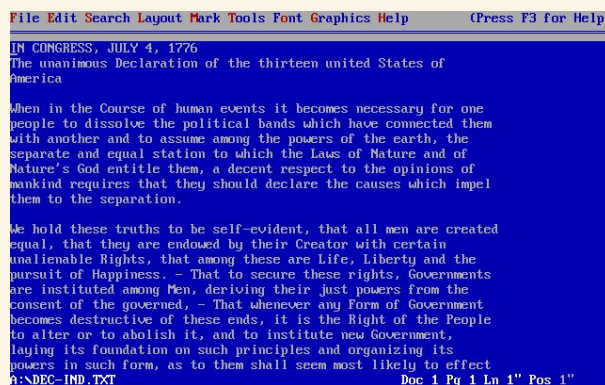 File Edit Search Layout Mark Tools Font Graphics Help (Press F3 for Help
IN CONGRESS, JULY 4, 1776
The unanimous Declaration of the thirteen united States of
America
When in the Course of human events it becomes necessary for one
people to dissolve the political bands which have connected them
with another and to assume among the powers of the earth, the
separate and equal station to which the Laws of Nature and of
Nature's God entitle them, a decent respect to the opinions of
mankind requires that they should declare the causes which impel
them to the separation.
We hold these truths to be self-evident, that all men are created
equal, that they are endowed by their Creator with certain
unalienable Rights, that among these are Life, Liberty and the
pursuit of Happiness. – That to secure these rights, Governments
are instituted among Men, deriving their just powers from the
consent of the governed, – That whenever any Form of Government
becomes destructive of these ends, it is the Right of the People
to alter or to abolish it, and to institute new Government,
laying its foundation on such principles and organizing its
powers in such form, as to them shall seem most likely to effect
A:\DEC-IND.TXT Doc 1 Pg 1 Ln 1" Pos 1"